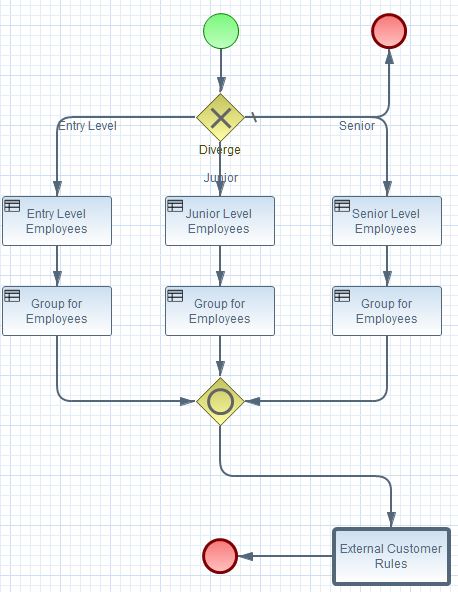 Entry Level
Senior
Diverge
Junior
Entry Level
Employees
Junior Level
Employees
Senior Level
Employees
Group for
Employees
Group for
Employees
Group for
Employees
External Customer
Rules